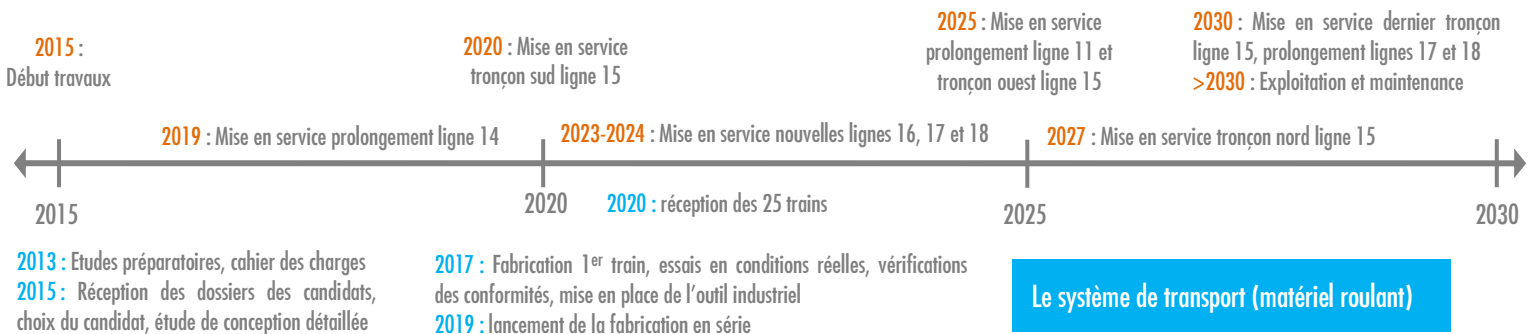 2015 :
Début travaux
2019 : Mise en service prolongement ligne 14
2020 : Mise en service
tronçon sud ligne 15
2023-2024 : Mise en service nouvelles lignes 16, 17 et 18
2025 : Mise en service
prolongement ligne 11 et
tronçon ouest ligne 15
2027 : Mise en service tronçon nord ligne 15
2030 : Mise en service dernier tronçon
ligne 15, prolongement lignes 17 et 18
>2030 : Exploitation et maintenance
2015
2020
2025
2030
2020 : réception des 25 trains
2013 : Etudes préparatoires, cahier des charges
2015 : Réception des dossiers des candidats,
choix du candidat, étude de conception détaillée
2017 : Fabrication 1er train, essais en conditions réelles, vérifications
des conformités, mise en place de l'outil industriel
2019 : lancement de la fabrication en série
Le système de transport (matériel roulant)